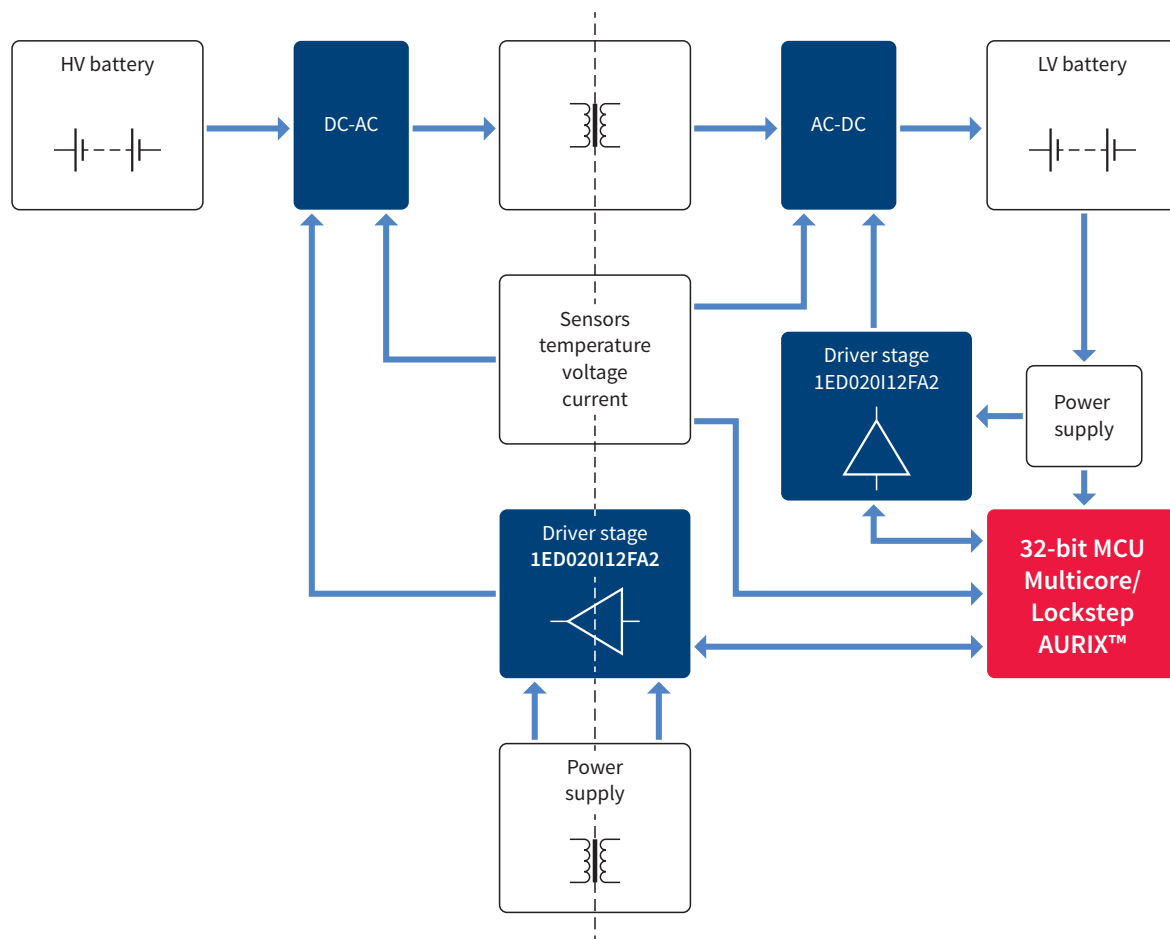 HV battery
DC-AC
AC-DC
LV battery
Sensors
temperature
voltage
current
Driver stage
1ED020I12FA2
Power
supply
Driver stage
1ED020I12FA2
32-bit MCU
Multicore/
Lockstep
AURIX™
Power
supply